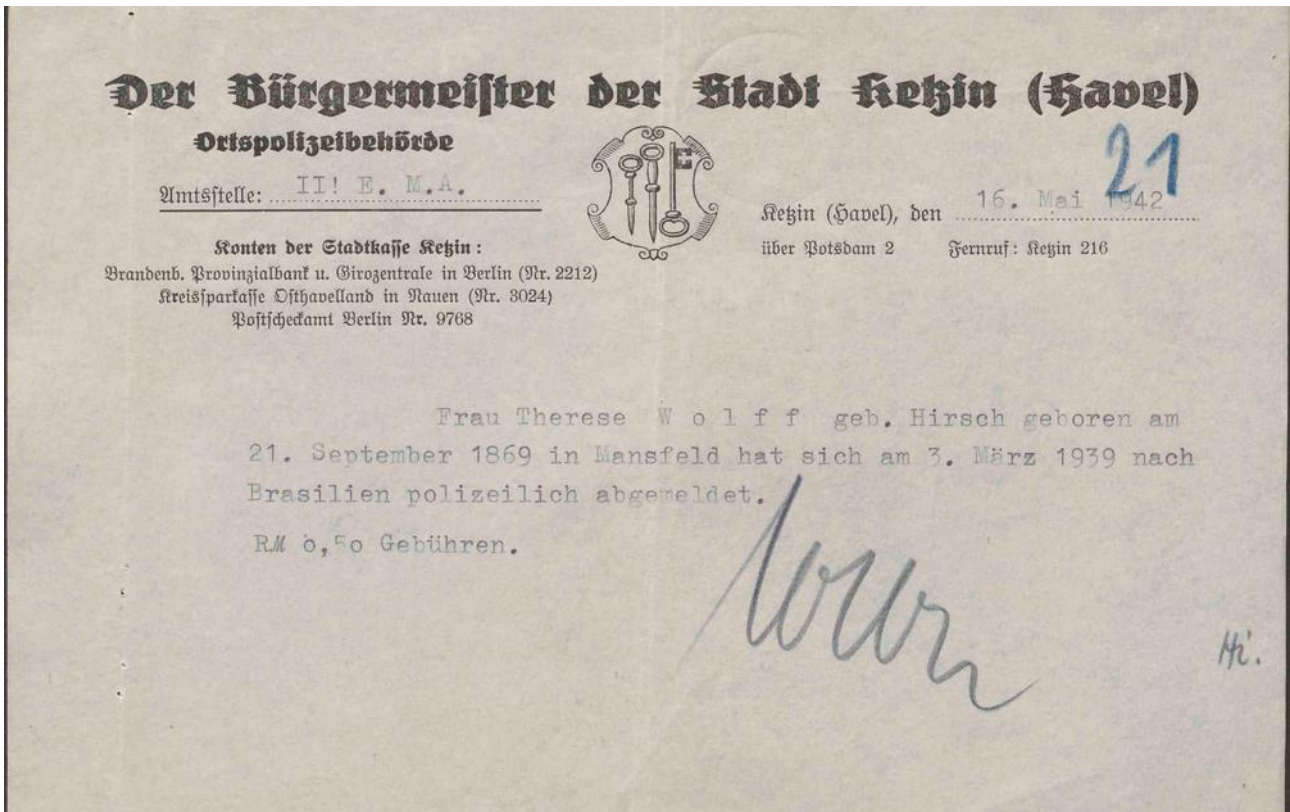 Der Bürgermeiſter der Stadt Ketzin (Havel)
Ortspolizeibehörde
21
Amtsſtelle: II! E. M.A.
Ketzin (Havel), den 16. Mai 1942
über Potsdam 2 Fernruf: Ketzin 216
Konten der Stadtkaſſe Ketzin:
Brandenb. Provinzialbank u. Girozentrale in Berlin (Nr. 2212)
Kreisſparkaſſe Oſthavelland in Nauen (Nr. 3024)
Poſtſcheckamt Berlin Nr. 9768
Frau Therese W o l f f geb. Hirsch geboren am
21. September 1869 in Mansfeld hat sich am 3. März 1939 nach
Brasilien polizeilich abgemeldet.
RM o,5o Gebühren.
Hi.